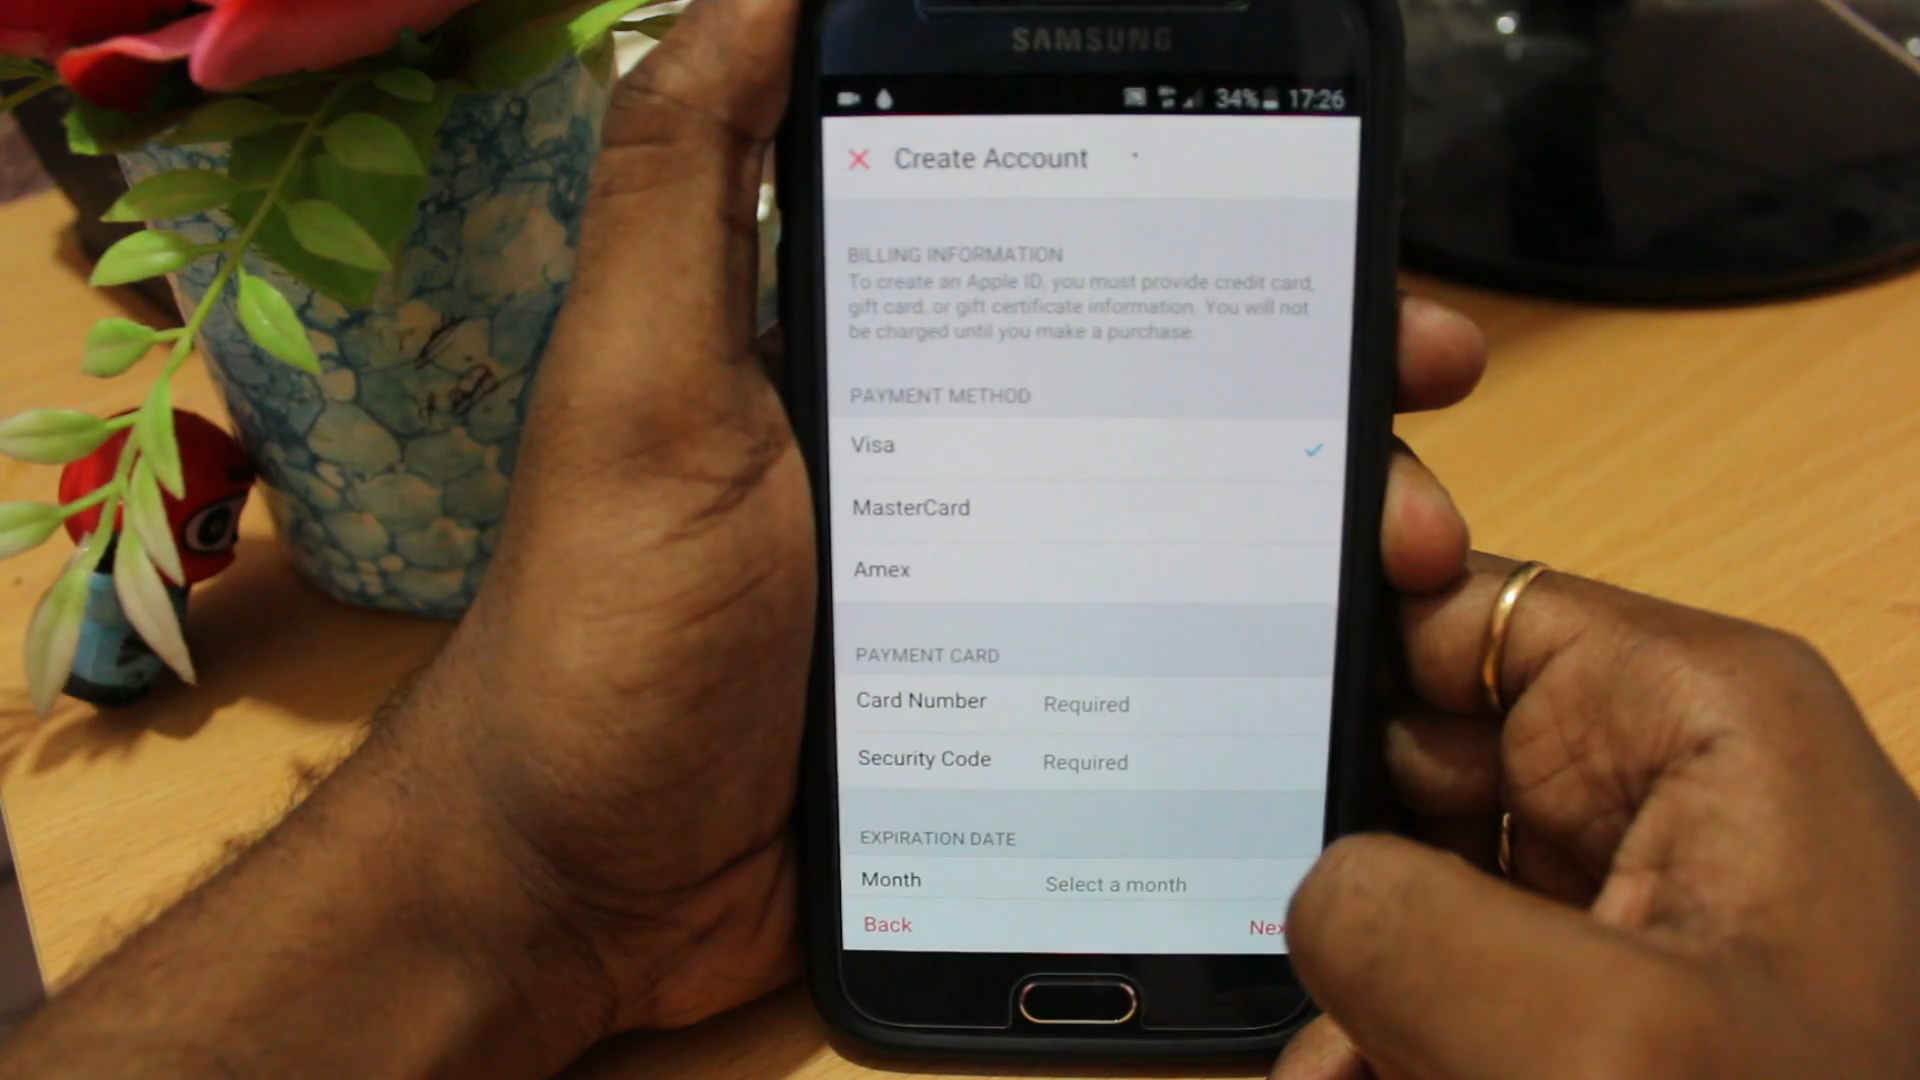 SAMSUNG
34% 17:26
Create Account
BILLING INFORMATION
To create an Apple ID, you must provide credit card,
gift card, or gift certificate information. You will not
be charged until you make a purchase.
PAYMENT METHOD
Visa
MasterCard
Amex
PAYMENT CARD
Card Number Required
Security Code Required
EXPIRATION DATE
Month Select a month
Back Nex